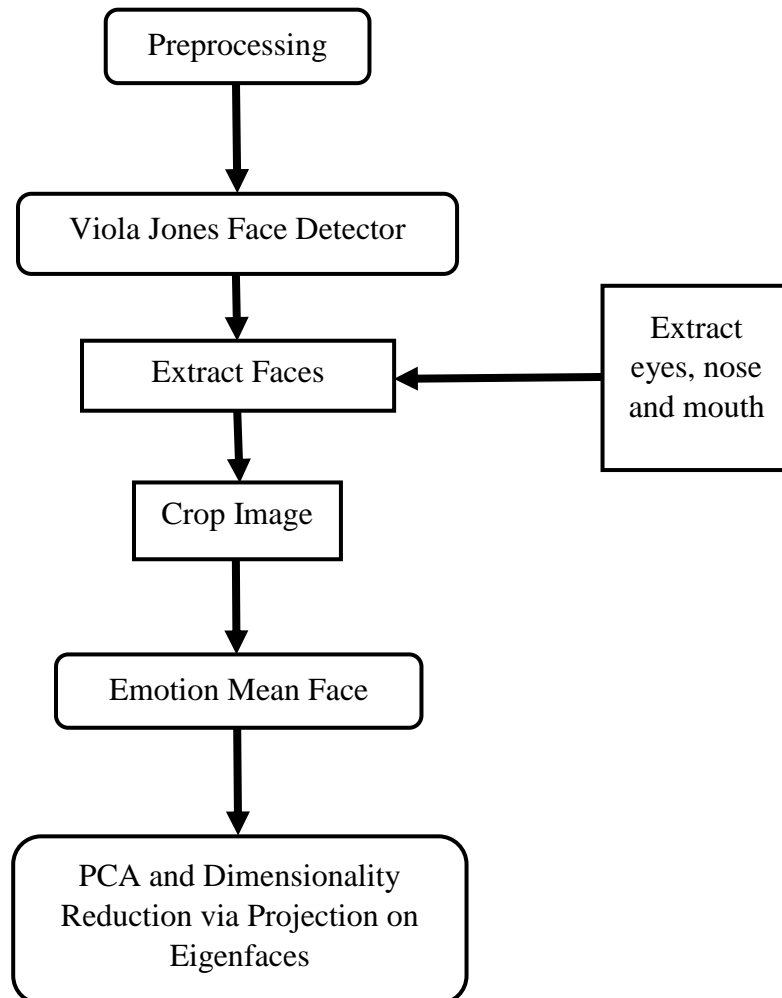 Preprocessing
Viola Jones Face Detector
Extract Faces
Extract
eyes, nose
and mouth
Crop Image
Emotion Mean Face
PCA and Dimensionality
Reduction via Projection on
Eigenfaces